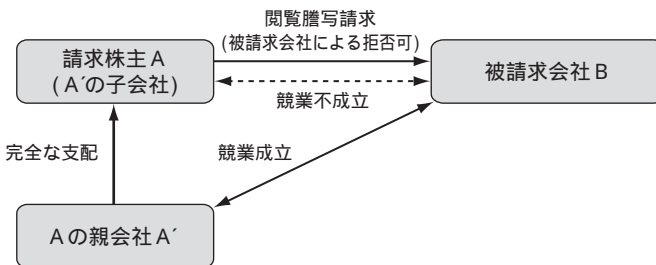 閲覧謄写請求
(被請求会社による拒否可)
請求株主A
(A´の子会社)
被請求会社B
競業不成立
完全な支配
競業成立
Aの親会社A´